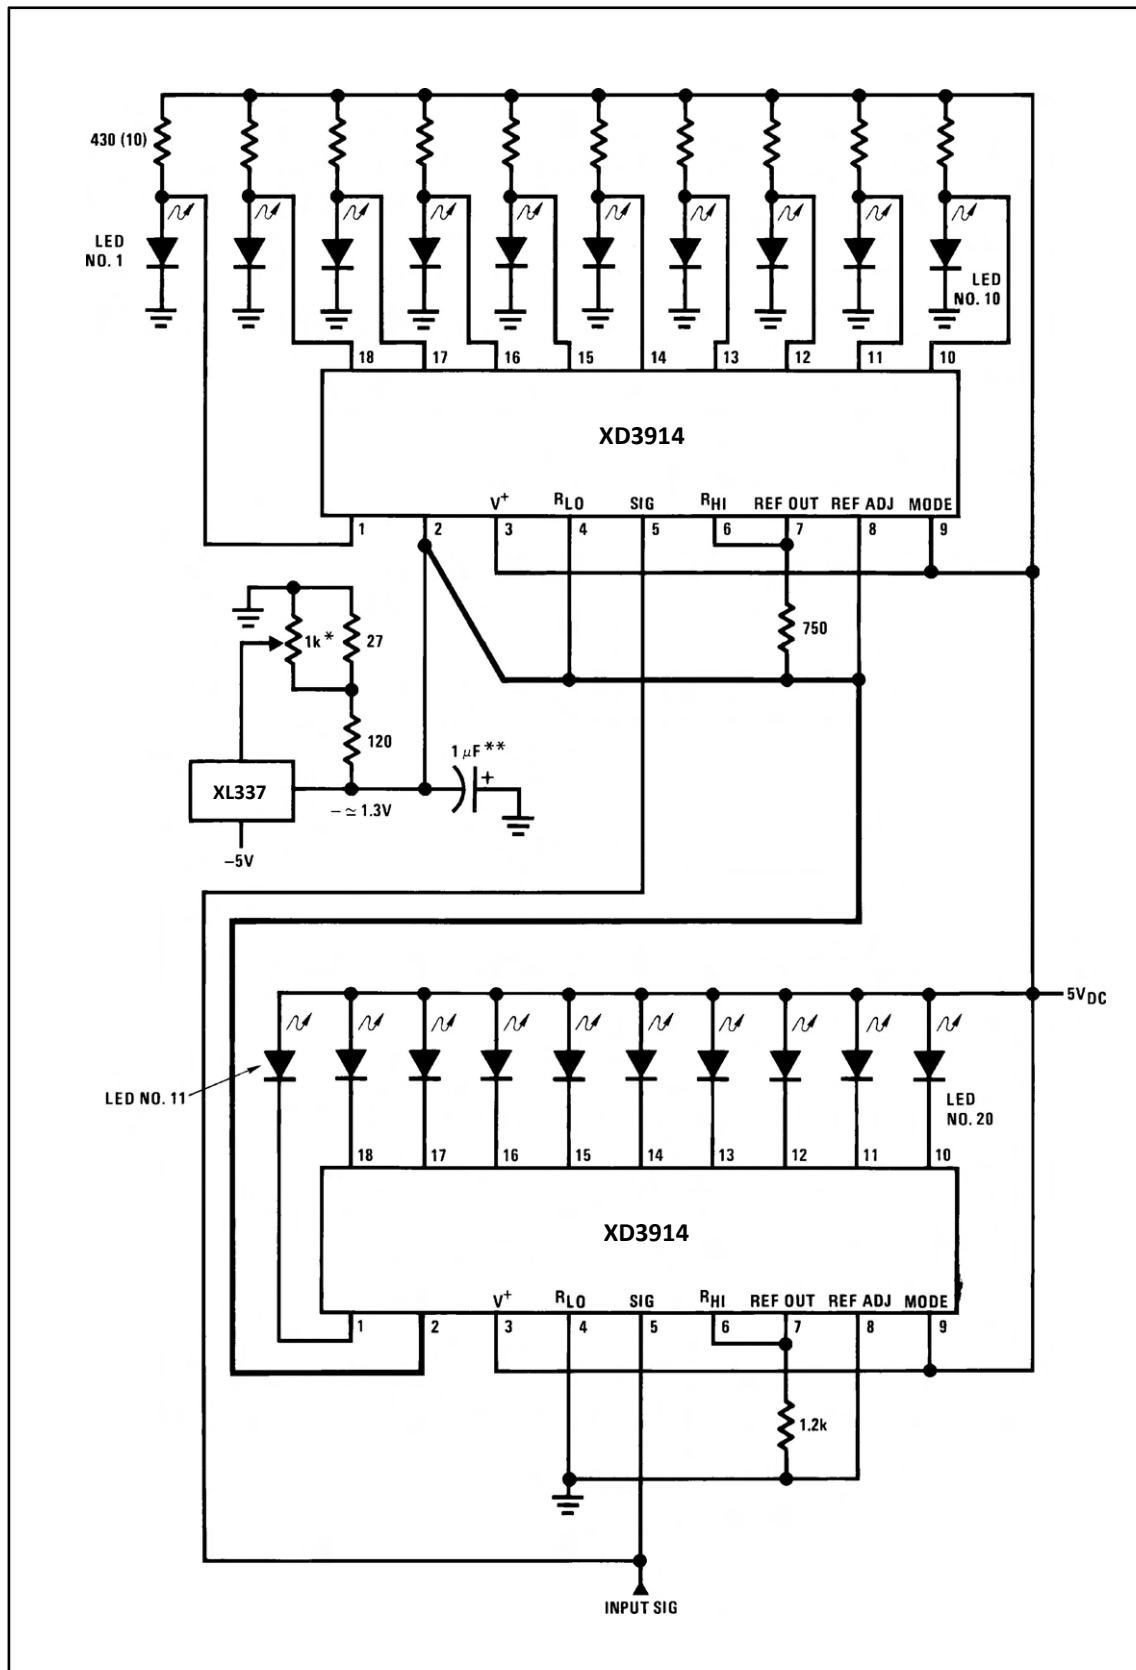 430 (10)
LED
NO. 1
LED
NO. 10
18 17 16 15 14 13 12 11 10
XD3914
V+ RLO SIG RHI REF OUT REF ADJ MODE
1 2 3 4 5 6 7 8 9
1k* 27
750
120
1 μF**
+
XL337
− ≃ 1.3V
−5V
5VDC
LED NO. 11
LED
NO. 20
18 17 16 15 14 13 12 11 10
XD3914
V+ RLO SIG RHI REF OUT REF ADJ MODE
1 2 3 4 5 6 7 8 9
1.2k
INPUT SIG